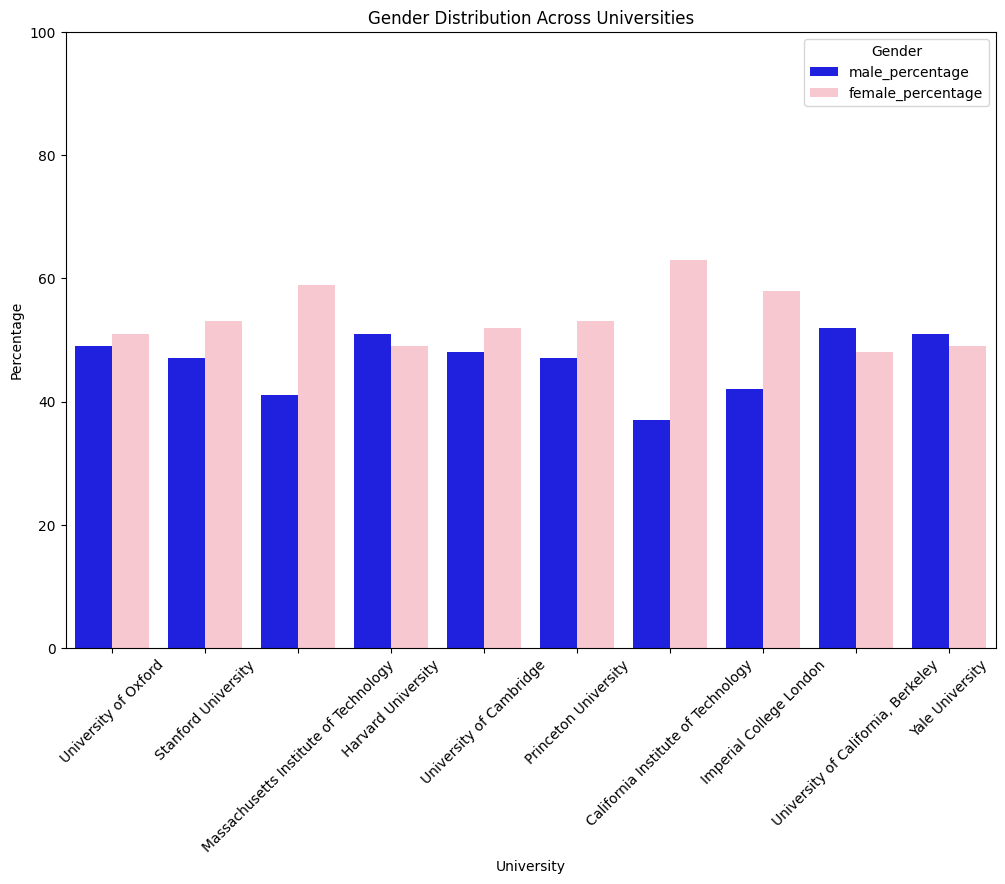 Gender Distribution Across Universities
Gender
male_percentage
female_percentage
Percentage
100
80
60
40
20
0
University of Oxford
Stanford University
Massachusetts Institute of Technology
Harvard University
University of Cambridge
Princeton University
California Institute of Technology
Imperial College London
University of California, Berkeley
Yale University
University